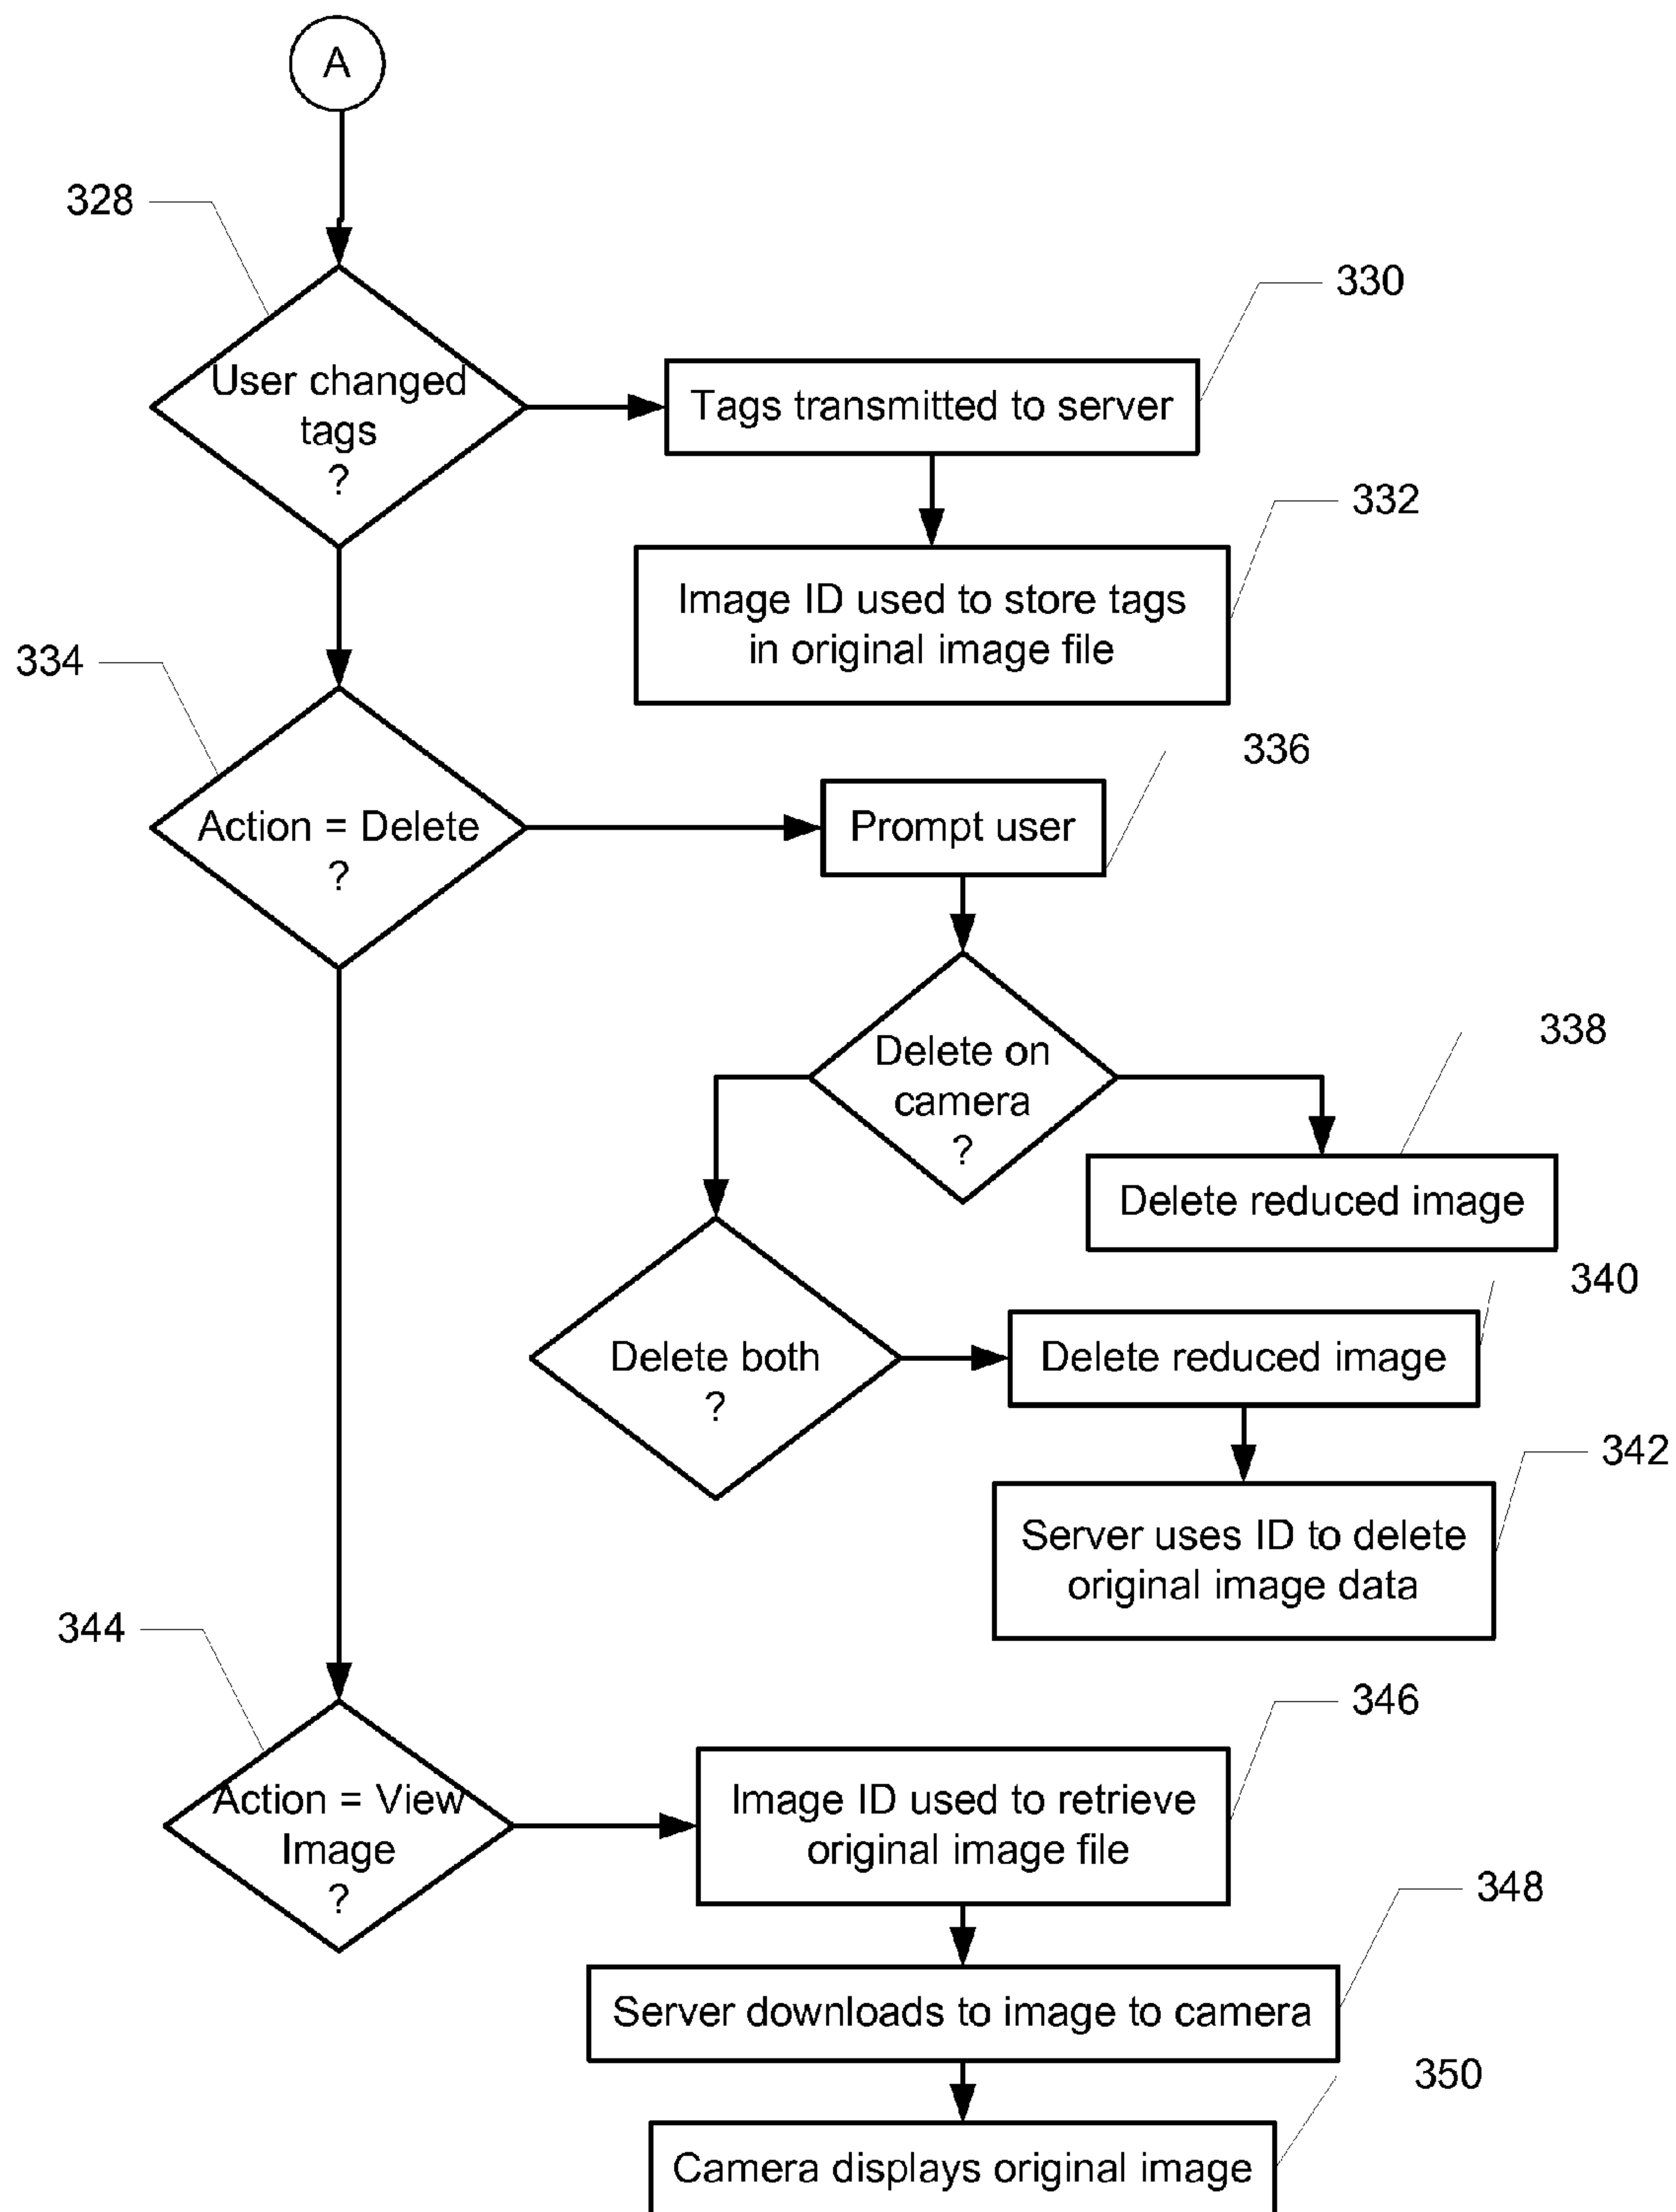 A
328
User changed
tags
?
330
Tags transmitted to server
332
Image ID used to store tags
in original image file
334
Action = Delete
?
336
Prompt user
Delete on
camera
?
338
Delete reduced image
Delete both
?
340
Delete reduced image
342
Server uses ID to delete
original image data
344
Action = View
Image
?
346
Image ID used to retrieve
original image file
348
Server downloads to image to camera
350
Camera displays original image